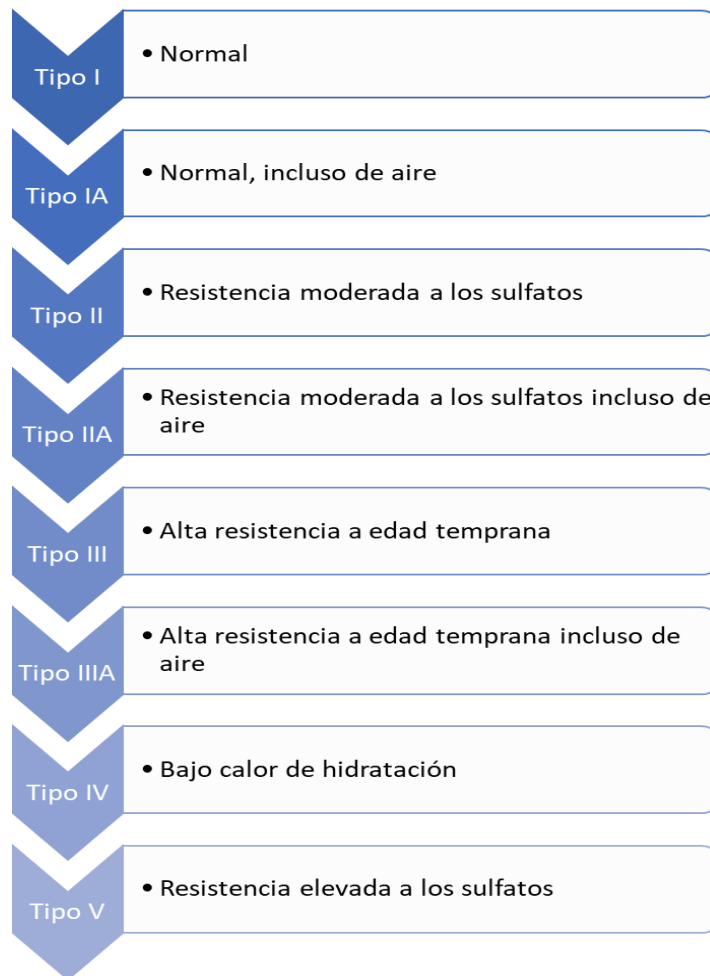 Tipo I
• Normal
Tipo IA
• Normal, incluso de aire
Tipo II
• Resistencia moderada a los sulfatos
Tipo IIA
• Resistencia moderada a los sulfatos incluso de
aire
Tipo III
• Alta resistencia a edad temprana
Tipo IIIA
• Alta resistencia a edad temprana incluso de
aire
Tipo IV
• Bajo calor de hidratación
Tipo V
• Resistencia elevada a los sulfatos